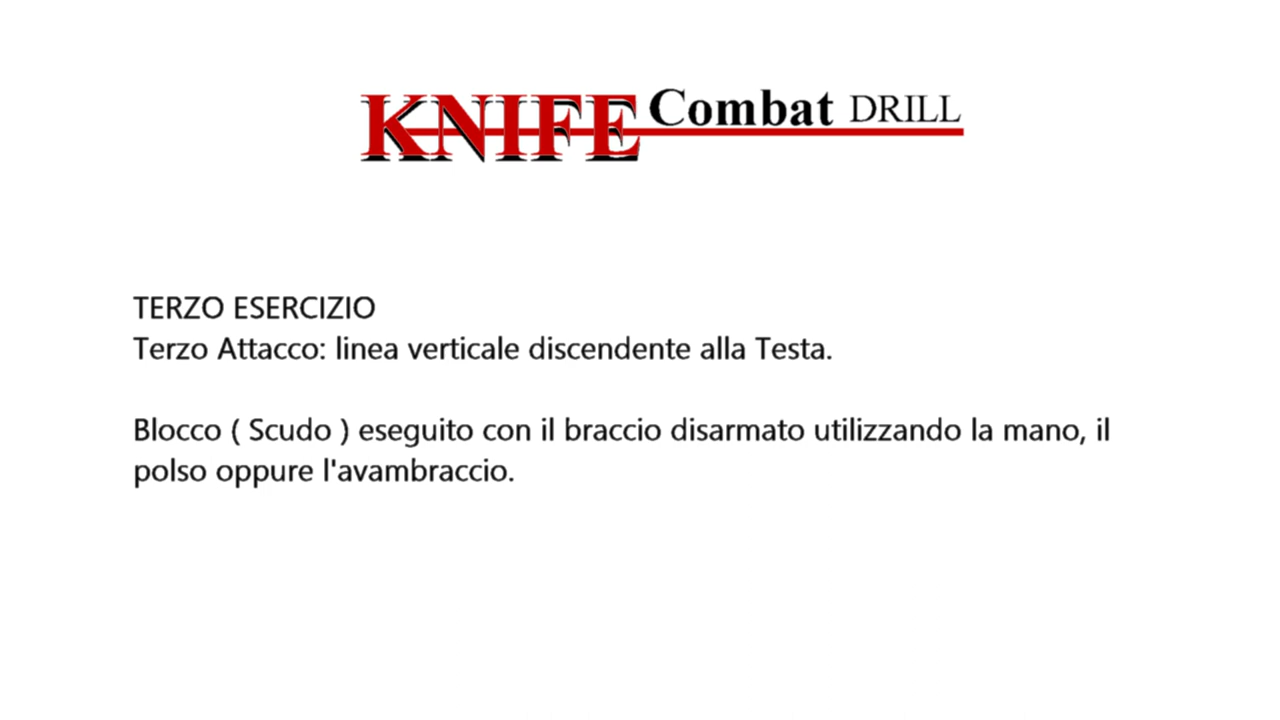 KNIFE Combat DRILL
TERZO ESERCIZIO
Terzo Attacco: linea verticale discendente alla Testa.
Blocco ( Scudo ) eseguito con il braccio disarmato utilizzando la mano, il
polso oppure l'avambraccio.